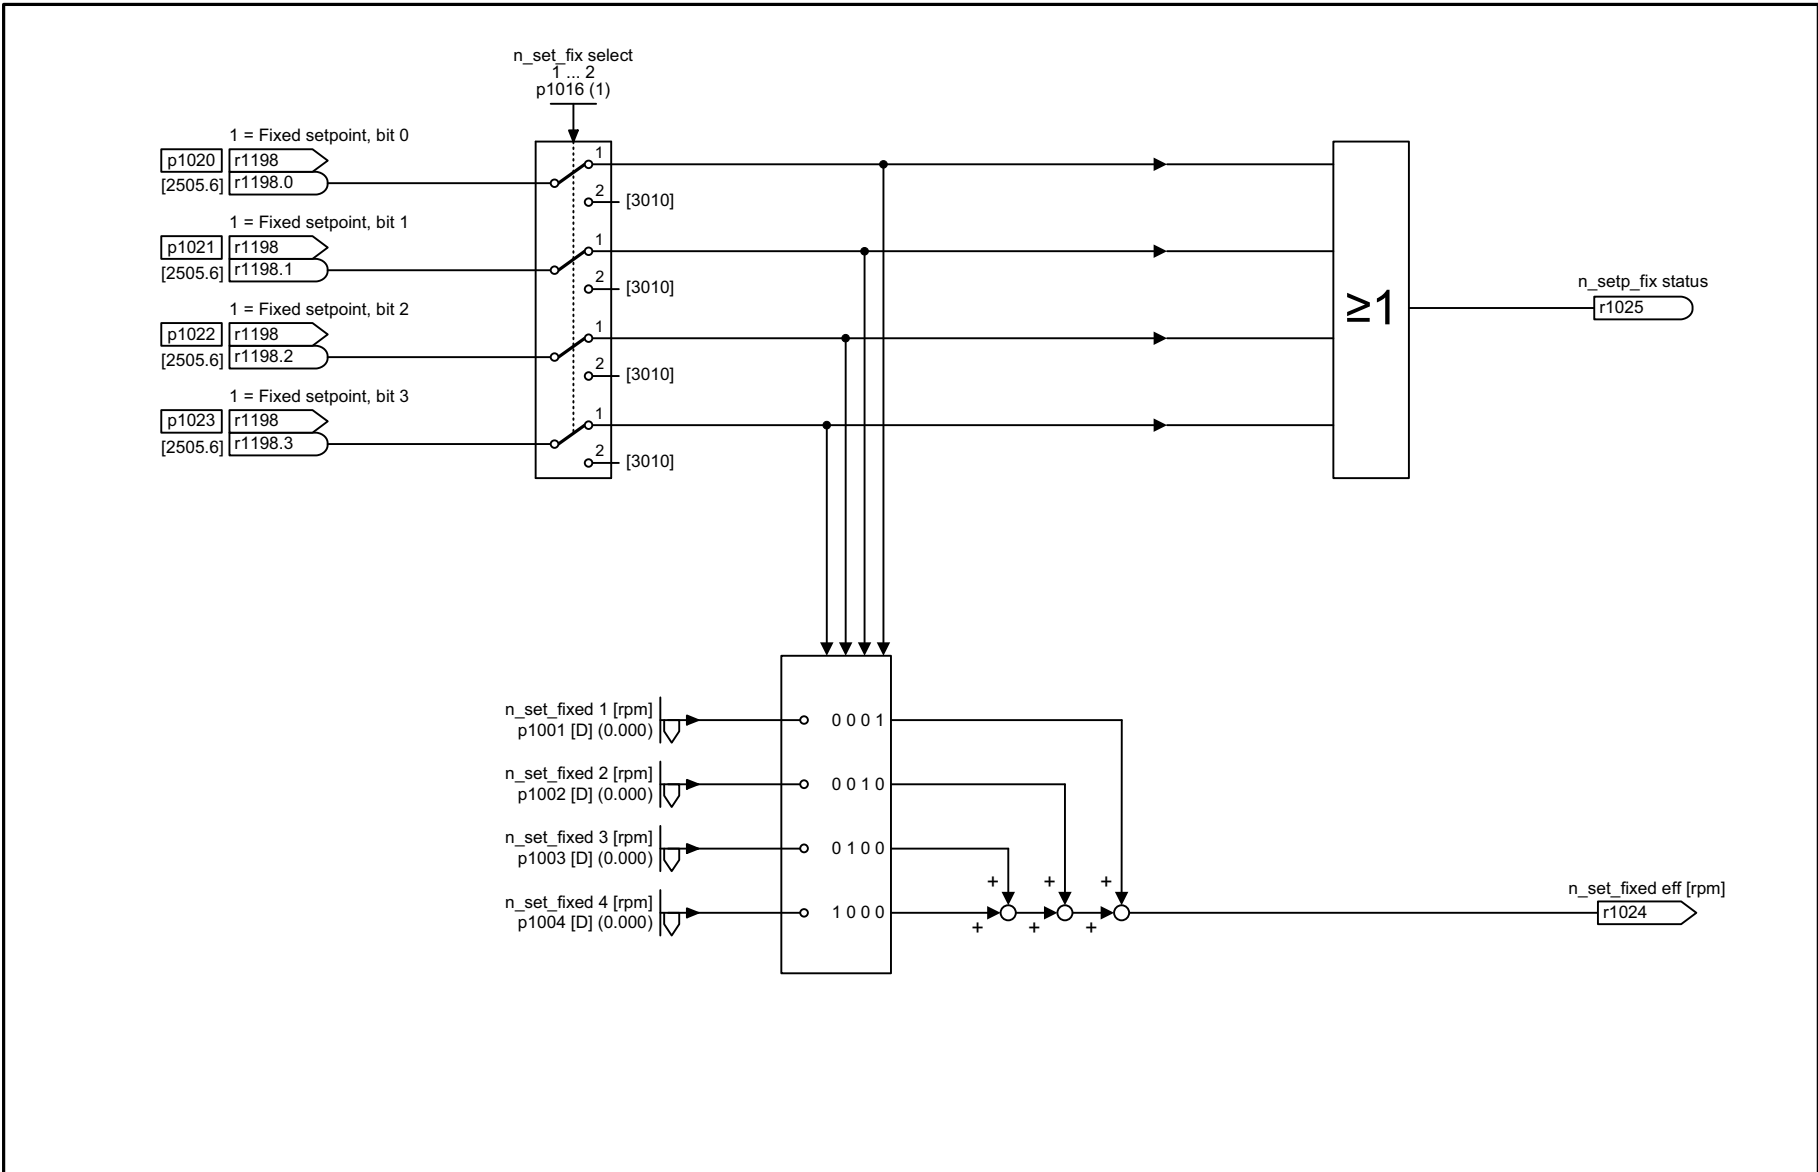 n_set_fix select
1 ... 2
p1016 (1)
1 = Fixed setpoint, bit 0
p1020 r1198
[2505.6] r1198.0
1
2 [3010]
1 = Fixed setpoint, bit 1
p1021 r1198
[2505.6] r1198.1
1
2 [3010]
1 = Fixed setpoint, bit 2
p1022 r1198
[2505.6] r1198.2
1
2 [3010]
1 = Fixed setpoint, bit 3
p1023 r1198
[2505.6] r1198.3
1
2 [3010]
≥1
n_setp_fix status
r1025
n_set_fixed 1 [rpm]
p1001 [D] (0.000)
0 0 0 1
n_set_fixed 2 [rpm]
p1002 [D] (0.000)
0 0 1 0
n_set_fixed 3 [rpm]
p1003 [D] (0.000)
0 1 0 0
n_set_fixed 4 [rpm]
p1004 [D] (0.000)
1 0 0 0
+ + +
+ + +
n_set_fixed eff [rpm]
r1024